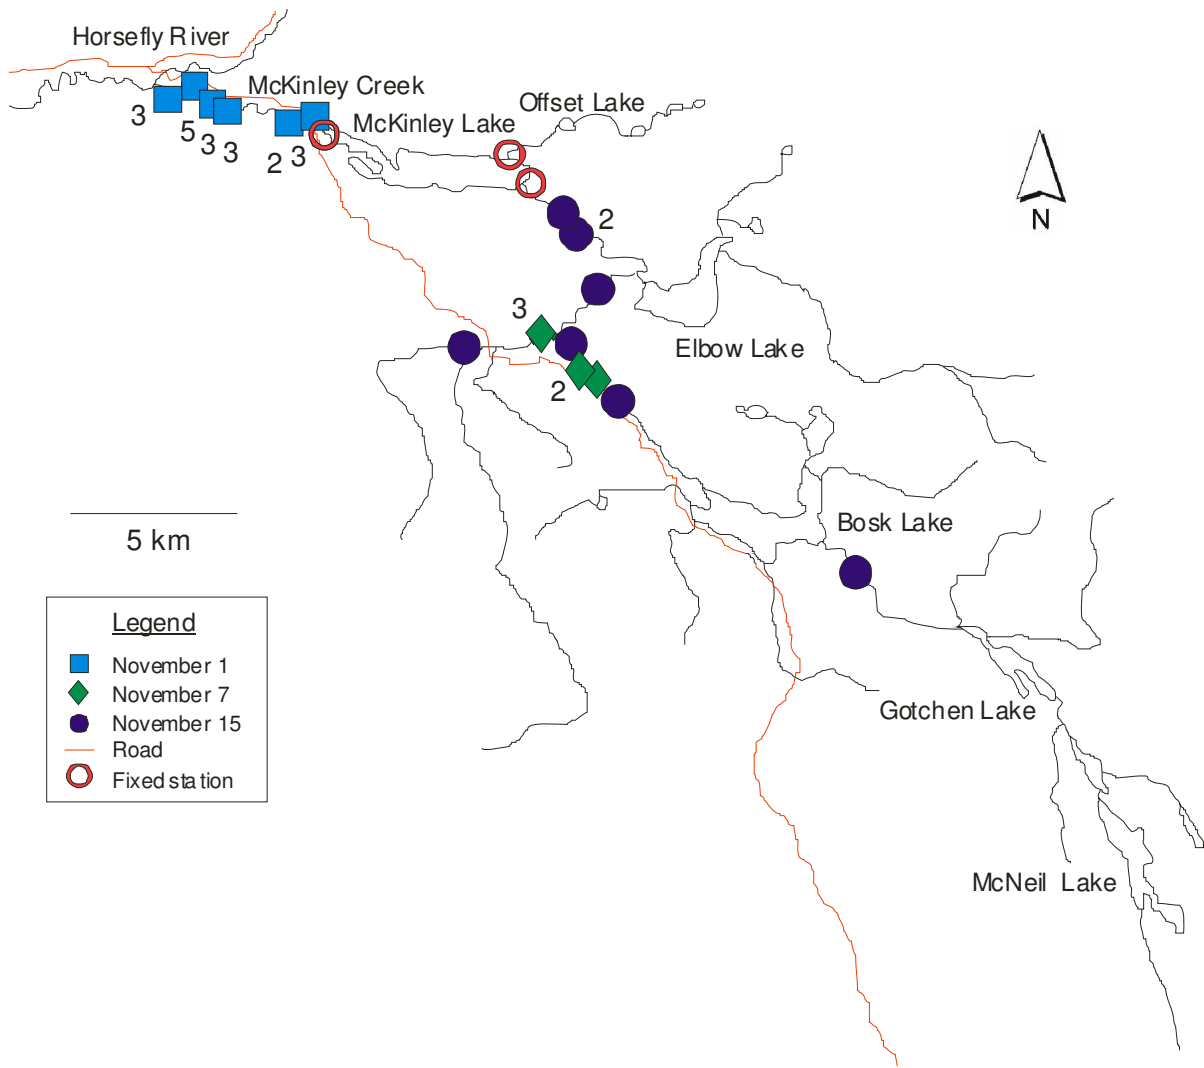 Horsefly River
McKinley Creek
Offset Lake
McKinley Lake
3
5
3
3
2
3
2
N
3
Elbow Lake
2
5 km
Bosk Lake
Legend
November 1
November 7
November 15
Road
Fixed station
Gotchen Lake
McNeil Lake